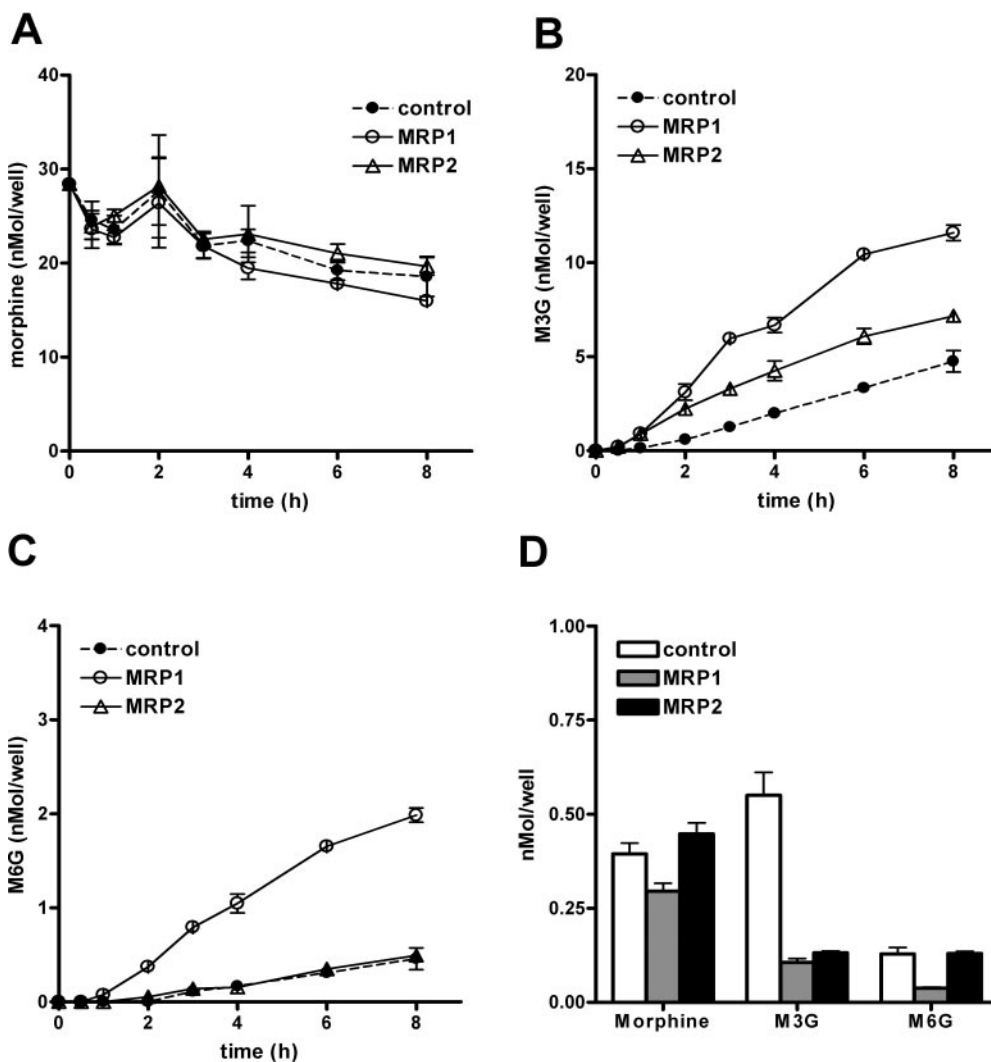 A
morphine (nMol/well)
40
30
20
10
0
0 2 4 6 8
time (h)
control
MRP1
MRP2
B
M3G (nMol/well)
20
15
10
5
0
0 2 4 6 8
time (h)
control
MRP1
MRP2
C
M6G (nMol/well)
4
3
2
1
0
0 2 4 6 8
time (h)
control
MRP1
MRP2
D
nMol/well
1.00
0.75
0.50
0.25
0.00
Morphine M3G M6G
control
MRP1
MRP2